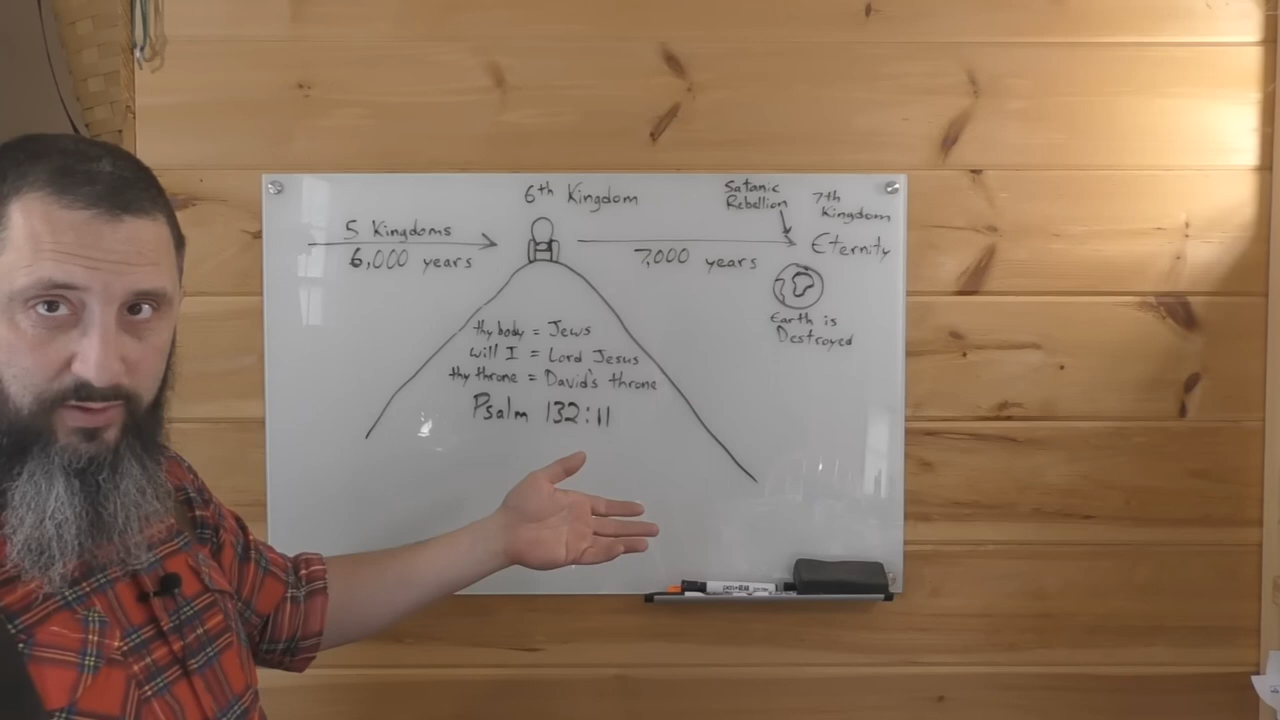 6th Kingdom
5 Kingdoms
6,000 years
7,000 years
Satanic
Rebellion
7th
Kingdom
Eternity
Earth is
Destroyed
thy body = Jews
will I = Lord Jesus
thy throne = David's throne
Psalm 132:11